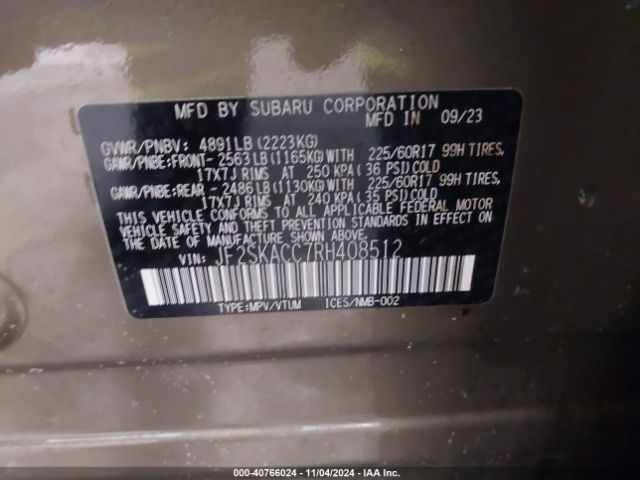 MFD BY SUBARU CORPORATION
MFD IN 09/23
GVWR/PNBV: 4891LB (2223KG)
GAWR/PNBE:FRONT- 2563LB(1165KG)WITH 225/60R17 99H TIRES,
17X7J RIMS AT 250 KPA(36 PSI)COLD
GAWR/PNBE:REAR - 2486LB(1130KG)WITH 225/60R17 99H TIRES,
17X7J RIMS AT 240 KPA(35 PSI)COLD
THIS VEHICLE CONFORMS TO ALL APPLICABLE FEDERAL MOTOR
VEHICLE SAFETY AND THEFT PREVENTION STANDARDS IN EFFECT ON
THE DATE OF MANUFACTURE SHOWN ABOVE.
VIN: JF2SKACC7RH408512
TYPE:MPV/VTUM ICES/NMB-002
000-40766024 - 11/04/2024 - IAA Inc.